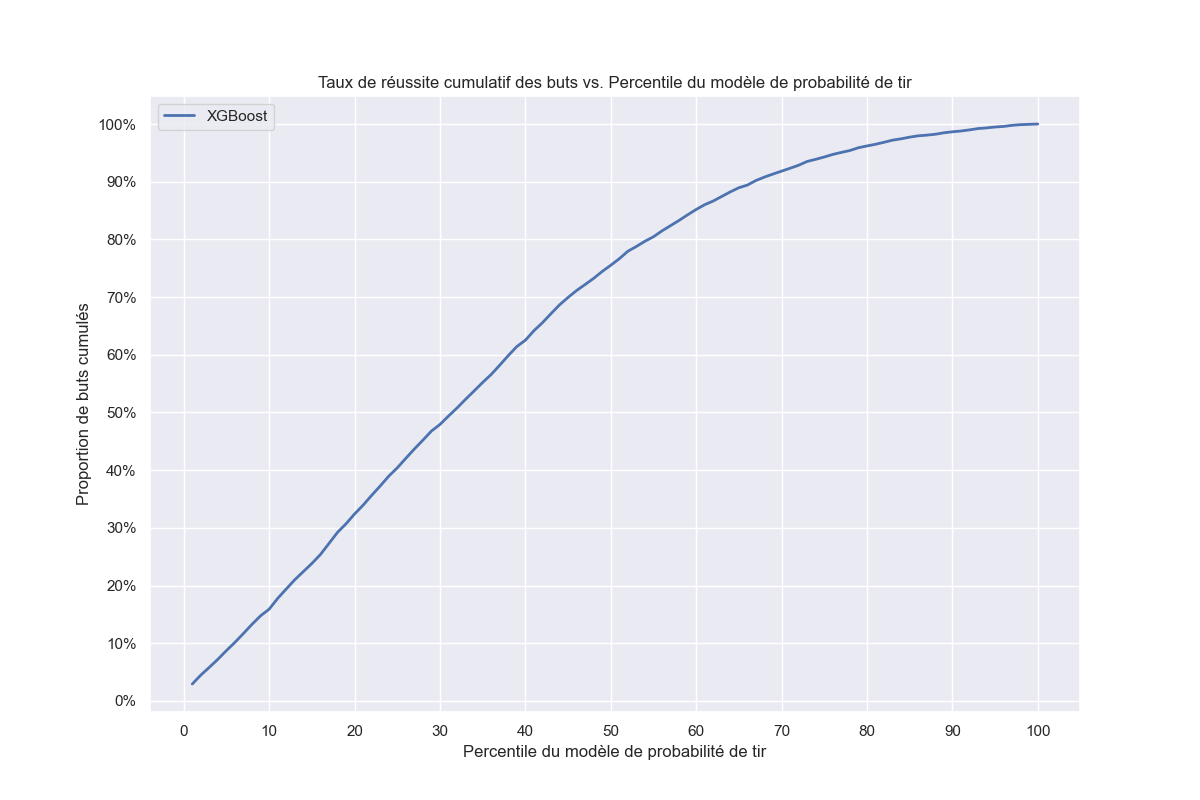 Taux de réussite cumulatif des buts vs. Percentile du modèle de probabilité de tir
XGBoost
100%
90%
80%
70%
60%
50%
40%
30%
20%
10%
0%
Proportion de buts cumulés
0 10 20 30 40 50 60 70 80 90 100
Percentile du modèle de probabilité de tir